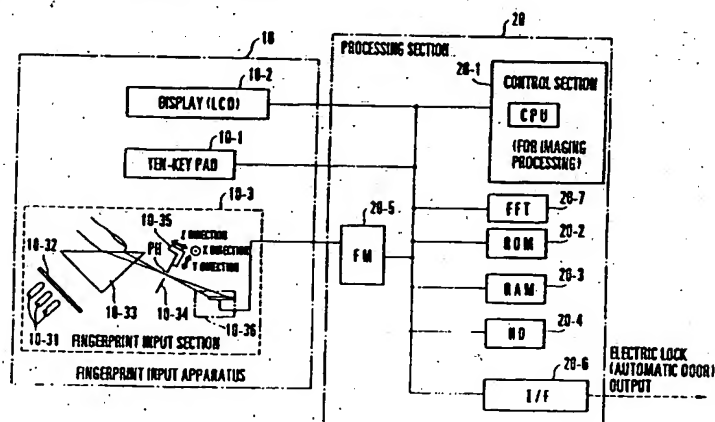 10
10-2
DISPLAY (LCD)
10-1
TEN-KEY PAD
10-3
10-32
10-35
PH
Z DIRECTION
X DIRECTION
Y DIRECTION
10-33
10-34
10-36
10-31
FINGERPRINT INPUT SECTION
FINGERPRINT INPUT APPARATUS
20
PROCESSING SECTION
20-1
CONTROL SECTION
CPU
(FOR IMAGING
PROCESSING)
20-5
FM
FFT
20-7
ROM
20-2
RAM
20-3
HD
20-4
20-6
I/F
ELECTRIC LOCK
(AUTOMATIC DOOR)
OUTPUT